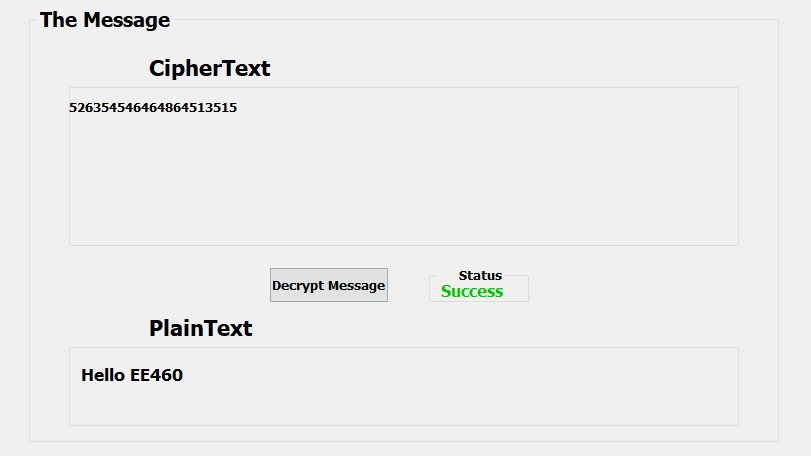 The Message
CipherText
526354546464864513515
Decrypt Message
Status
Success
PlainText
Hello EE460